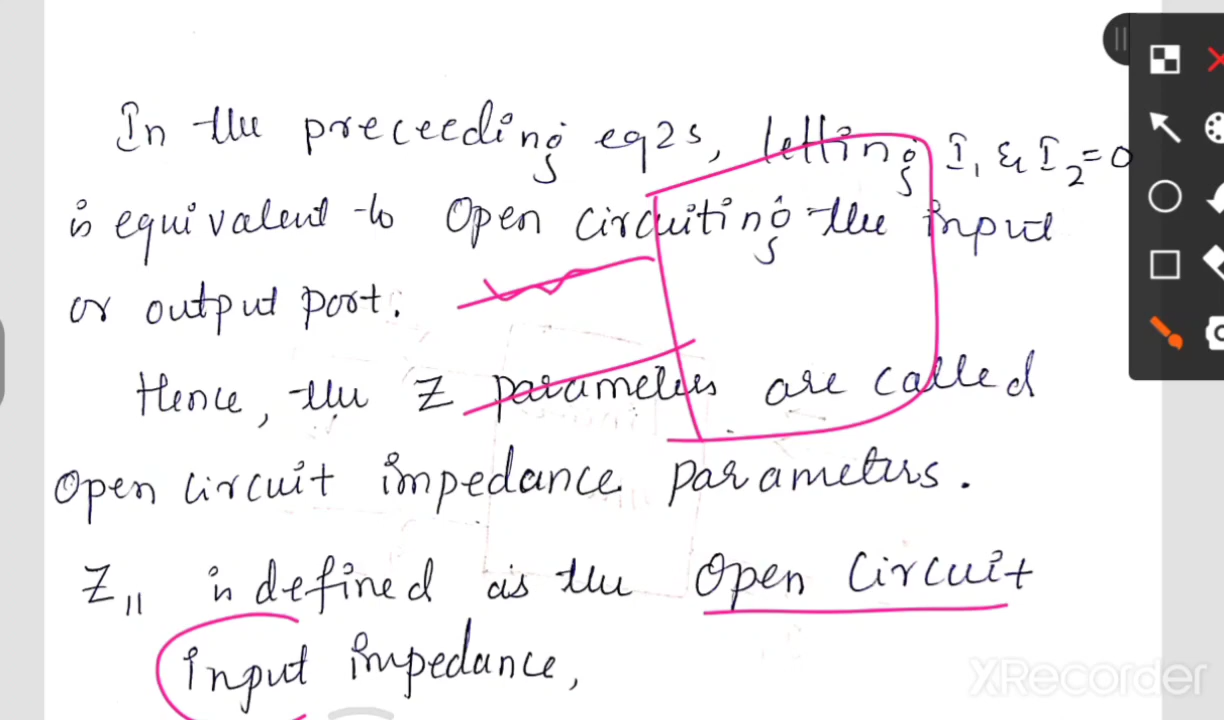 In the preceeding eq2s, letting I₁ & I₂=0
is equivalent to open circuiting the input
or output port.
Hence, the Z parameters are called
open circuit impedance parameters.
Z₁₁ is defined as the open circuit
input impedance,
XRecorder